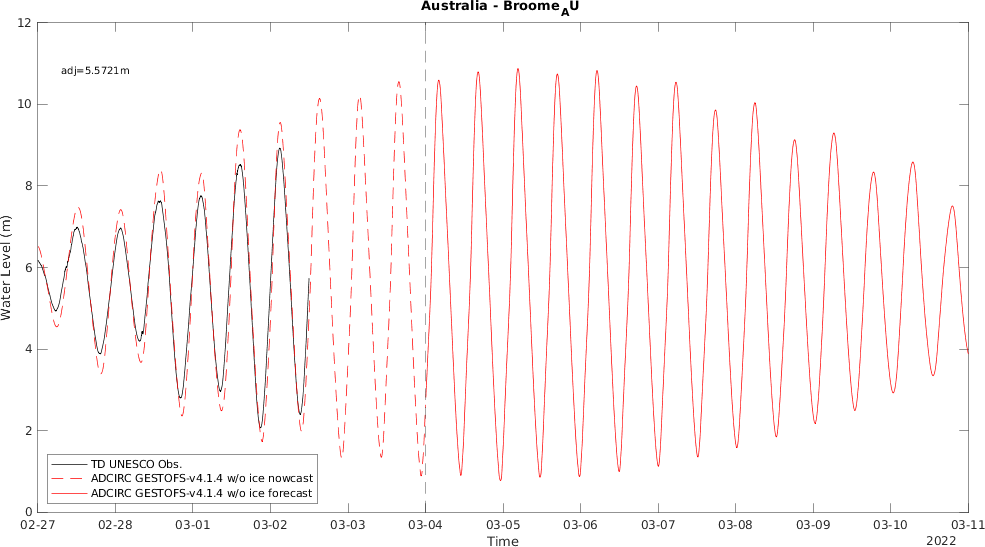 Australia - Broome_AU
12
adj=5.5721m
10
8
6
4
2
0
Water Level (m)
TD UNESCO Obs.
ADCIRC GESTOFS-v4.1.4 w/o ice nowcast
ADCIRC GESTOFS-v4.1.4 w/o ice forecast
02-27 02-28 03-01 03-02 03-03 03-04 03-05 03-06 03-07 03-08 03-09 03-10 03-11
Time
2022